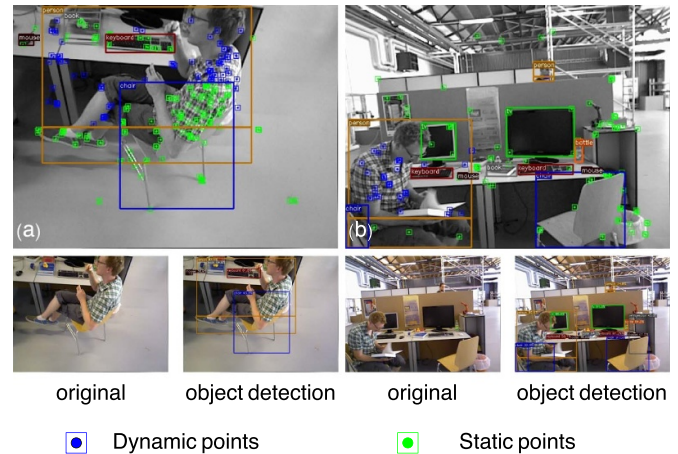 person
book
mouse
keyboard
chair
(a)
person
person
bottle
keyboard
book
keyboard
mouse
chair
chair
(b)
original
object detection
original
object detection
Dynamic points
Static points